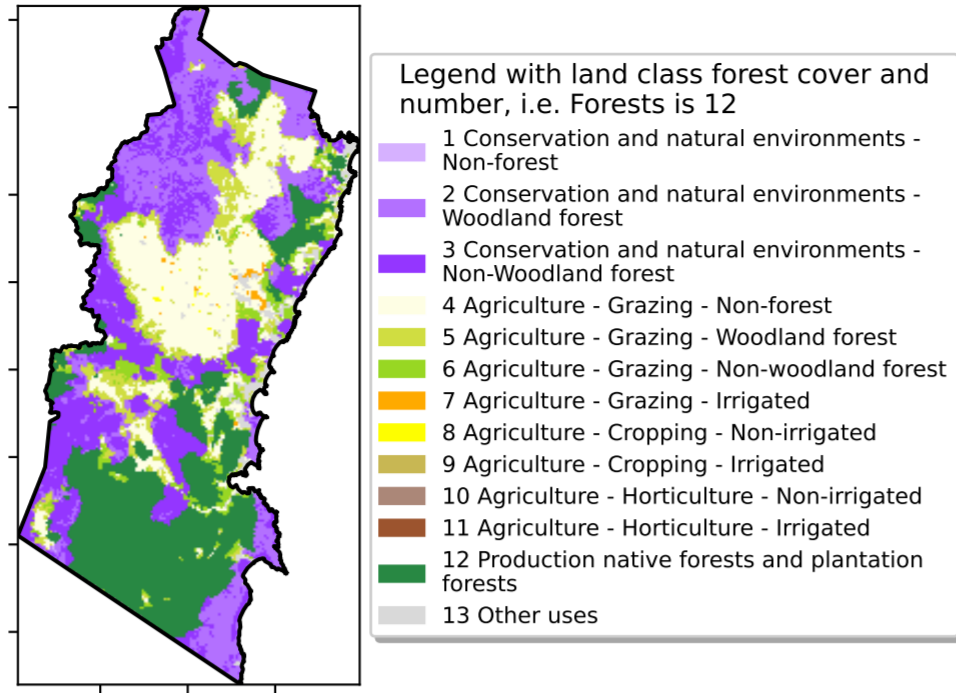 Legend with land class forest cover and
number, i.e. Forests is 12
1 Conservation and natural environments -
Non-forest
2 Conservation and natural environments -
Woodland forest
3 Conservation and natural environments -
Non-Woodland forest
4 Agriculture - Grazing - Non-forest
5 Agriculture - Grazing - Woodland forest
6 Agriculture - Grazing - Non-woodland forest
7 Agriculture - Grazing - Irrigated
8 Agriculture - Cropping - Non-irrigated
9 Agriculture - Cropping - Irrigated
10 Agriculture - Horticulture - Non-irrigated
11 Agriculture - Horticulture - Irrigated
12 Production native forests and plantation
forests
13 Other uses